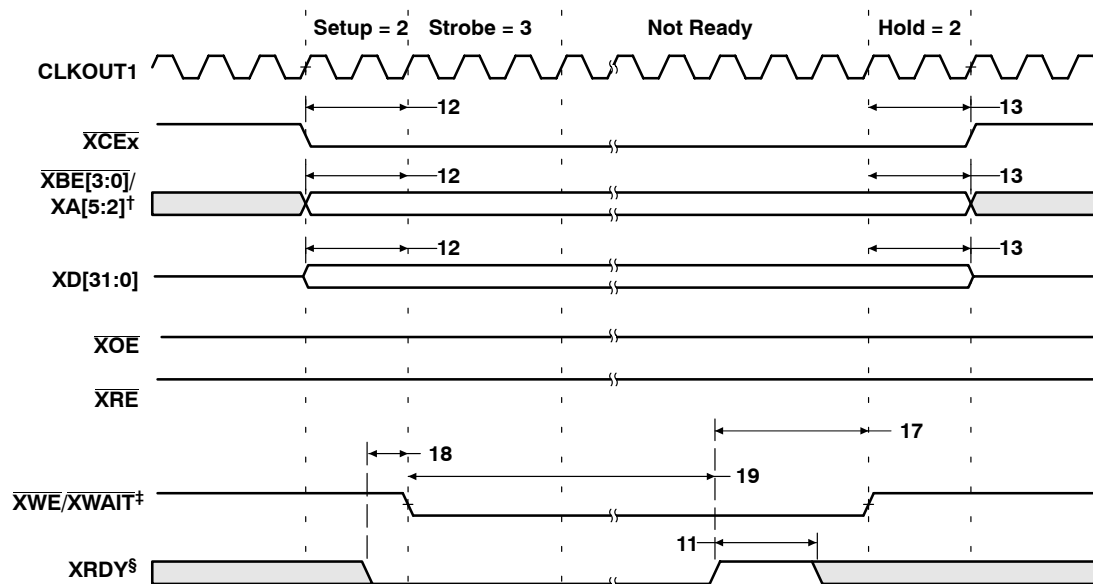 Setup = 2 Strobe = 3 Not Ready Hold = 2
CLKOUT1
12 13
XCEx
12 13
XBE[3:0]/
XA[5:2]†
12 13
XD[31:0]
XOE
XRE
17
18
19
XWE/XWAIT‡
11
XRDY§